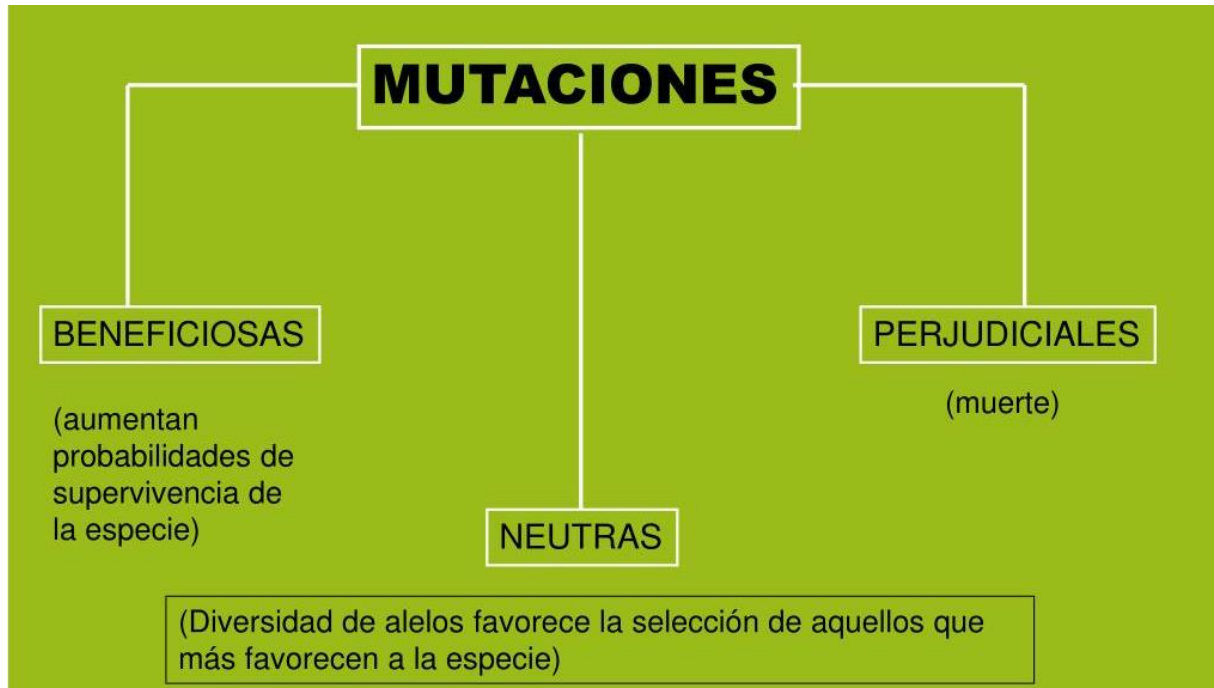 MUTACIONES
BENEFICIOSAS
(aumentan
probabilidades de
supervivencia de
la especie)
PERJUDICIALES
(muerte)
NEUTRAS
(Diversidad de alelos favorece la selección de aquellos que
más favorecen a la especie)